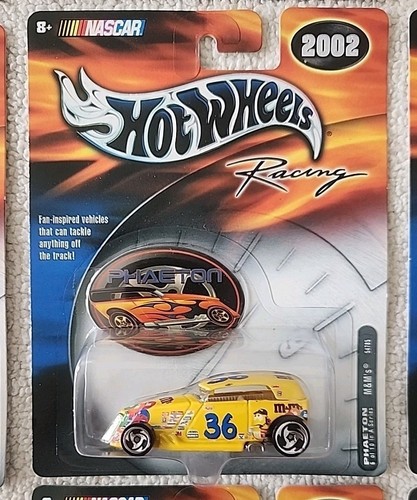 8+ NASCAR
2002
Hot Wheels
Racing
Fan-inspired vehicles
that can tackle
anything off
the track!
PHAETON
36
m&m's
PHAETON M&M's®